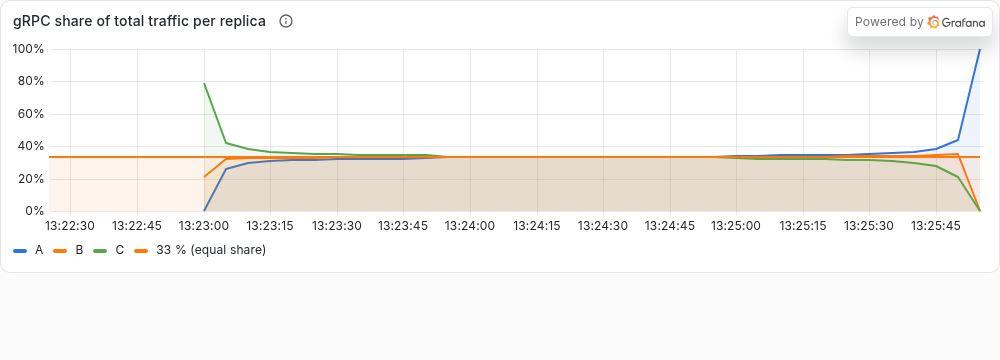 gRPC share of total traffic per replica
Powered by Grafana
100%
80%
60%
40%
20%
0%
13:22:30 13:22:45 13:23:00 13:23:15 13:23:30 13:23:45 13:24:00 13:24:15 13:24:30 13:24:45 13:25:00 13:25:15 13:25:30 13:25:45
A B C 33 % (equal share)